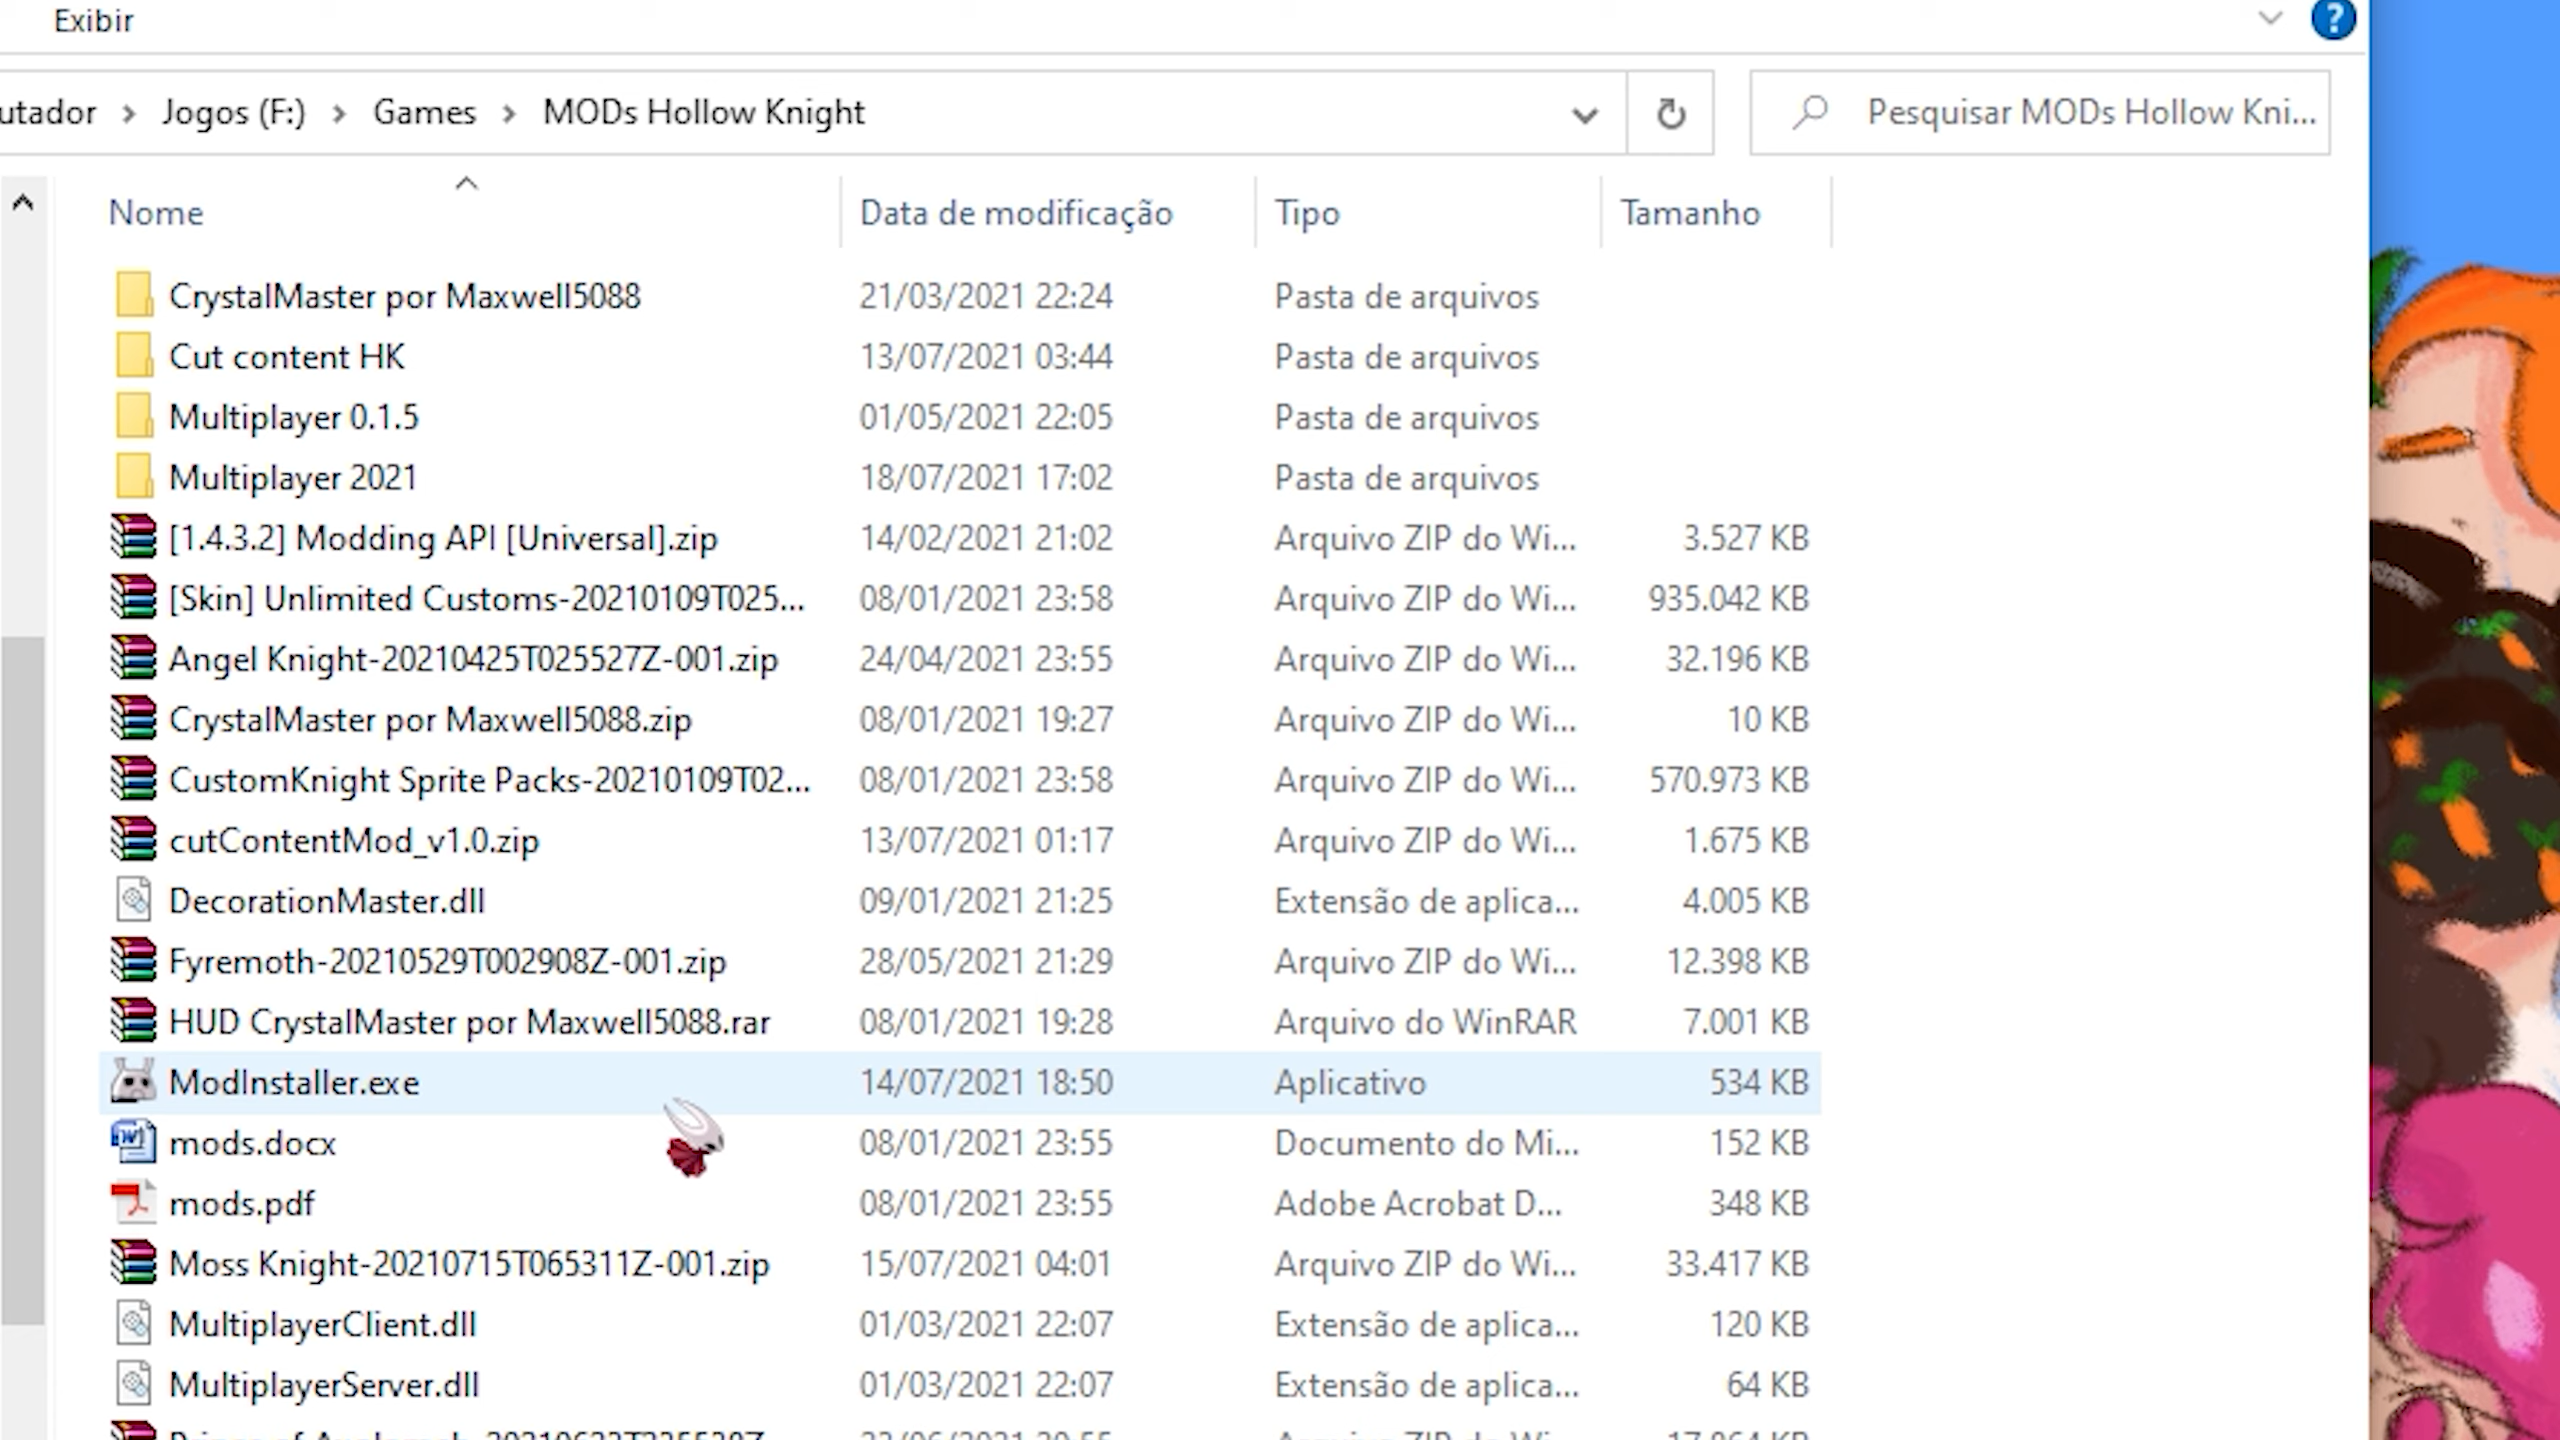 Exibir
utador > Jogos (F:) > Games > MODs Hollow Knight
Pesquisar MODs Hollow Kni...
Nome Data de modificação Tipo Tamanho
CrystalMaster por Maxwell5088 21/03/2021 22:24 Pasta de arquivos
Cut content HK 13/07/2021 03:44 Pasta de arquivos
Multiplayer 0.1.5 01/05/2021 22:05 Pasta de arquivos
Multiplayer 2021 18/07/2021 17:02 Pasta de arquivos
[1.4.3.2] Modding API [Universal].zip 14/02/2021 21:02 Arquivo ZIP do Wi... 3.527 KB
[Skin] Unlimited Customs-20210109T025... 08/01/2021 23:58 Arquivo ZIP do Wi... 935.042 KB
Angel Knight-20210425T025527Z-001.zip 24/04/2021 23:55 Arquivo ZIP do Wi... 32.196 KB
CrystalMaster por Maxwell5088.zip 08/01/2021 19:27 Arquivo ZIP do Wi... 10 KB
CustomKnight Sprite Packs-20210109T02... 08/01/2021 23:58 Arquivo ZIP do Wi... 570.973 KB
cutContentMod_v1.0.zip 13/07/2021 01:17 Arquivo ZIP do Wi... 1.675 KB
DecorationMaster.dll 09/01/2021 21:25 Extensão de aplica... 4.005 KB
Fyremoth-20210529T002908Z-001.zip 28/05/2021 21:29 Arquivo ZIP do Wi... 12.398 KB
HUD CrystalMaster por Maxwell5088.rar 08/01/2021 19:28 Arquivo do WinRAR 7.001 KB
ModInstaller.exe 14/07/2021 18:50 Aplicativo 534 KB
mods.docx 08/01/2021 23:55 Documento do Mi... 152 KB
mods.pdf 08/01/2021 23:55 Adobe Acrobat D... 348 KB
Moss Knight-20210715T065311Z-001.zip 15/07/2021 04:01 Arquivo ZIP do Wi... 33.417 KB
MultiplayerClient.dll 01/03/2021 22:07 Extensão de aplica... 120 KB
MultiplayerServer.dll 01/03/2021 22:07 Extensão de aplica... 64 KB